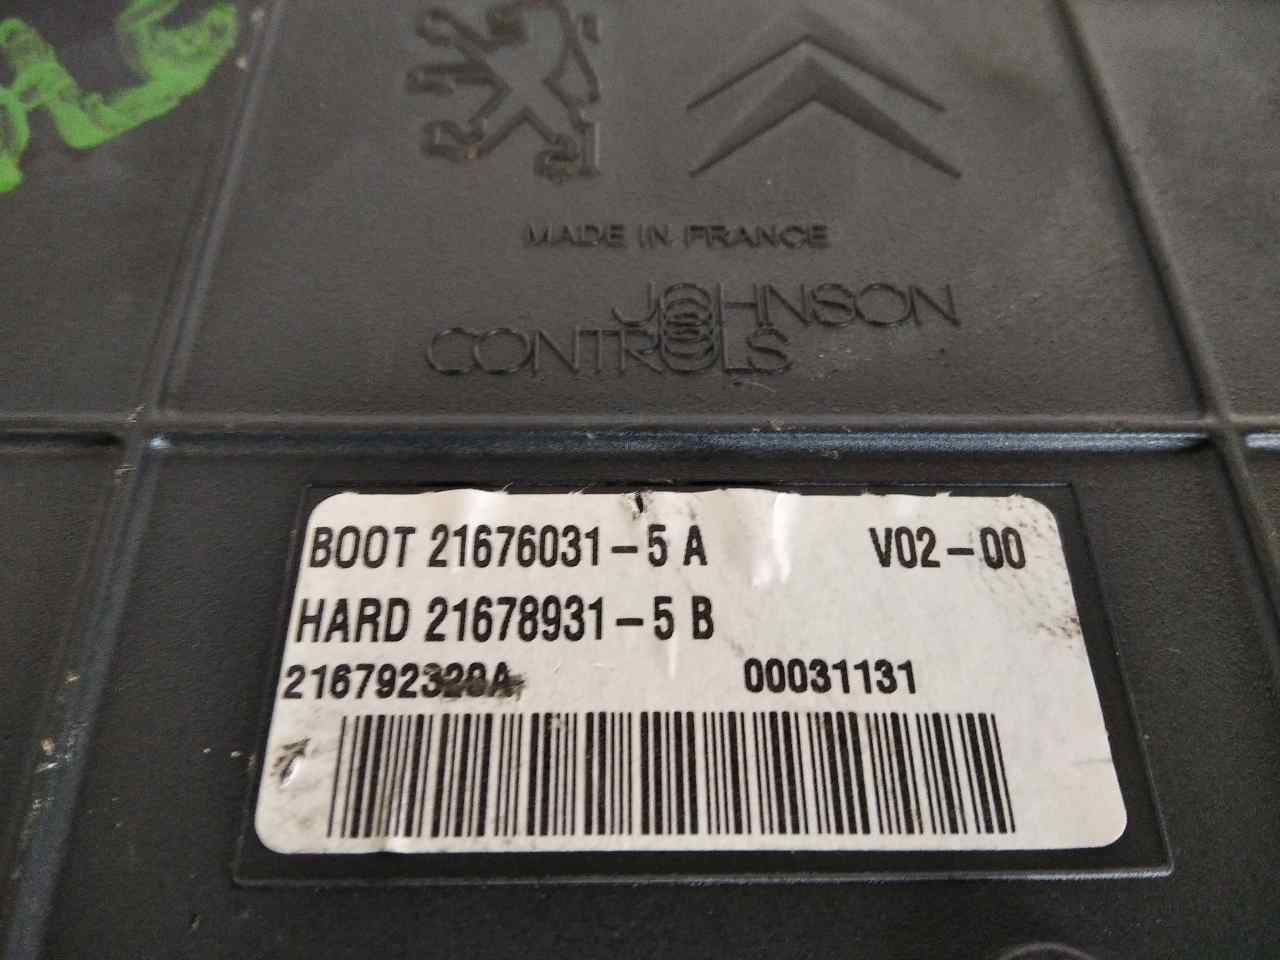 MADE IN FRANCE
JOHNSON
CONTROLS
BOOT 21676031-5 A V02-00
HARD 21678931-5 B
00031131